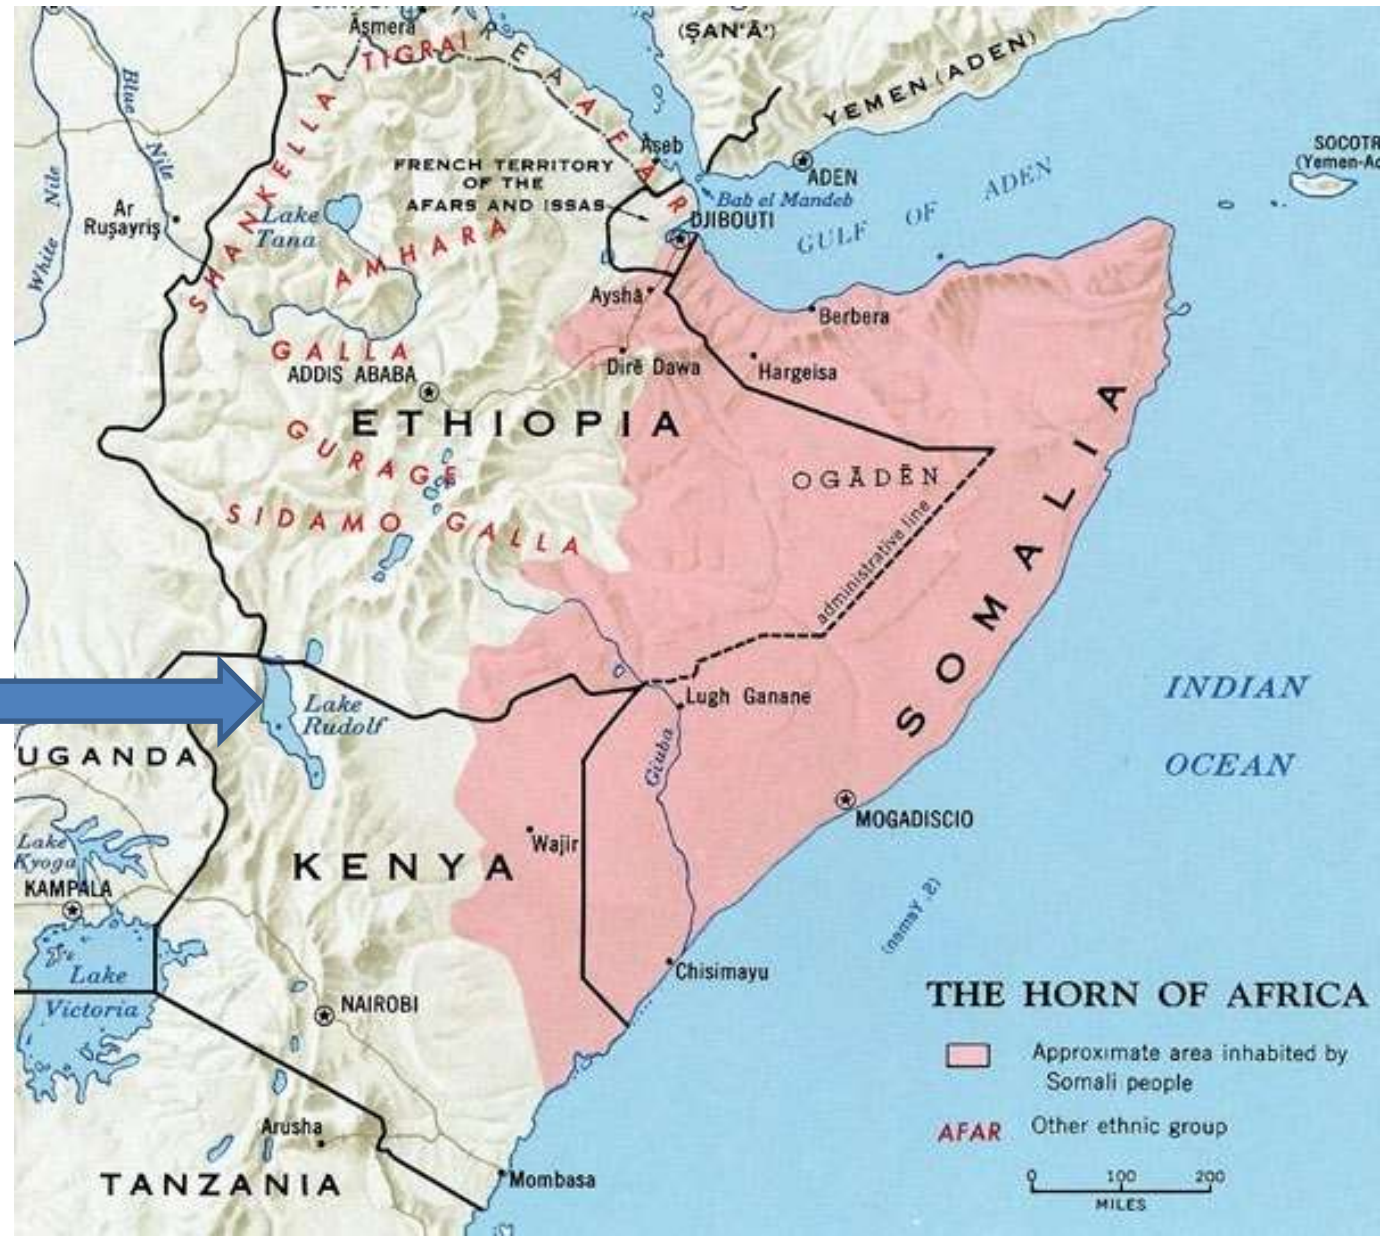 Āsmera
(ṢAN'Ā')
TIGRAI
REA
AFAR
YEMEN (ADEN)
SOCOTR
(Yemen-Ad
Blue
Nile
White Nile
SHANKELLA
Aseb
FRENCH TERRITORY
OF THE
AFARS AND ISSAS
ADEN
Bab el Mandeb
GULF OF ADEN
DJIBOUTI
Ar
Ruşayriş
Lake
Tana
AMHARA
Ayshā
Berbera
GALLA
ADDIS ABABA
Dirē Dawa
Hargeisa
ETHIOPIA
GURAGE
OGĀDĒN
SIDAMO GALLA
administrative line
SOMALIA
Lake
Rudolf
Lugh Ganane
INDIAN
OCEAN
UGANDA
Giuba
MOGADISCIO
Lake
Kyoga
KAMPALA
Wajir
KENYA
(S. Yemen)
Lake
Victoria
Chisimayu
NAIROBI
THE HORN OF AFRICA
Approximate area inhabited by
Somali people
AFAR
Other ethnic group
Arusha
0 100 200
MILES
TANZANIA
Mombasa